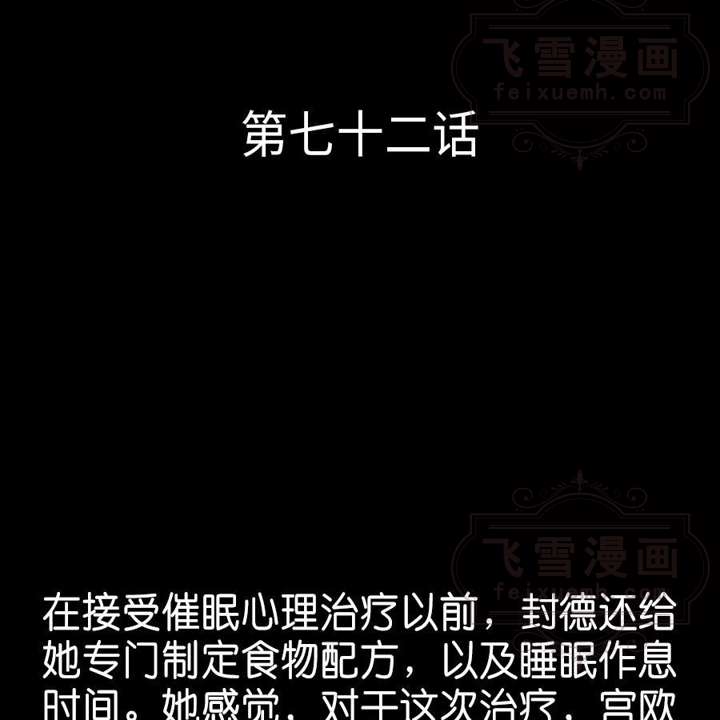 飞雪漫画
feixuemh.com
第七十二话
飞雪漫画
feixuemh.com
在接受催眠心理治疗以前，封德还给
她专门制定食物配方，以及睡眠作息
时间。她感觉，对于这次治疗，宫欧